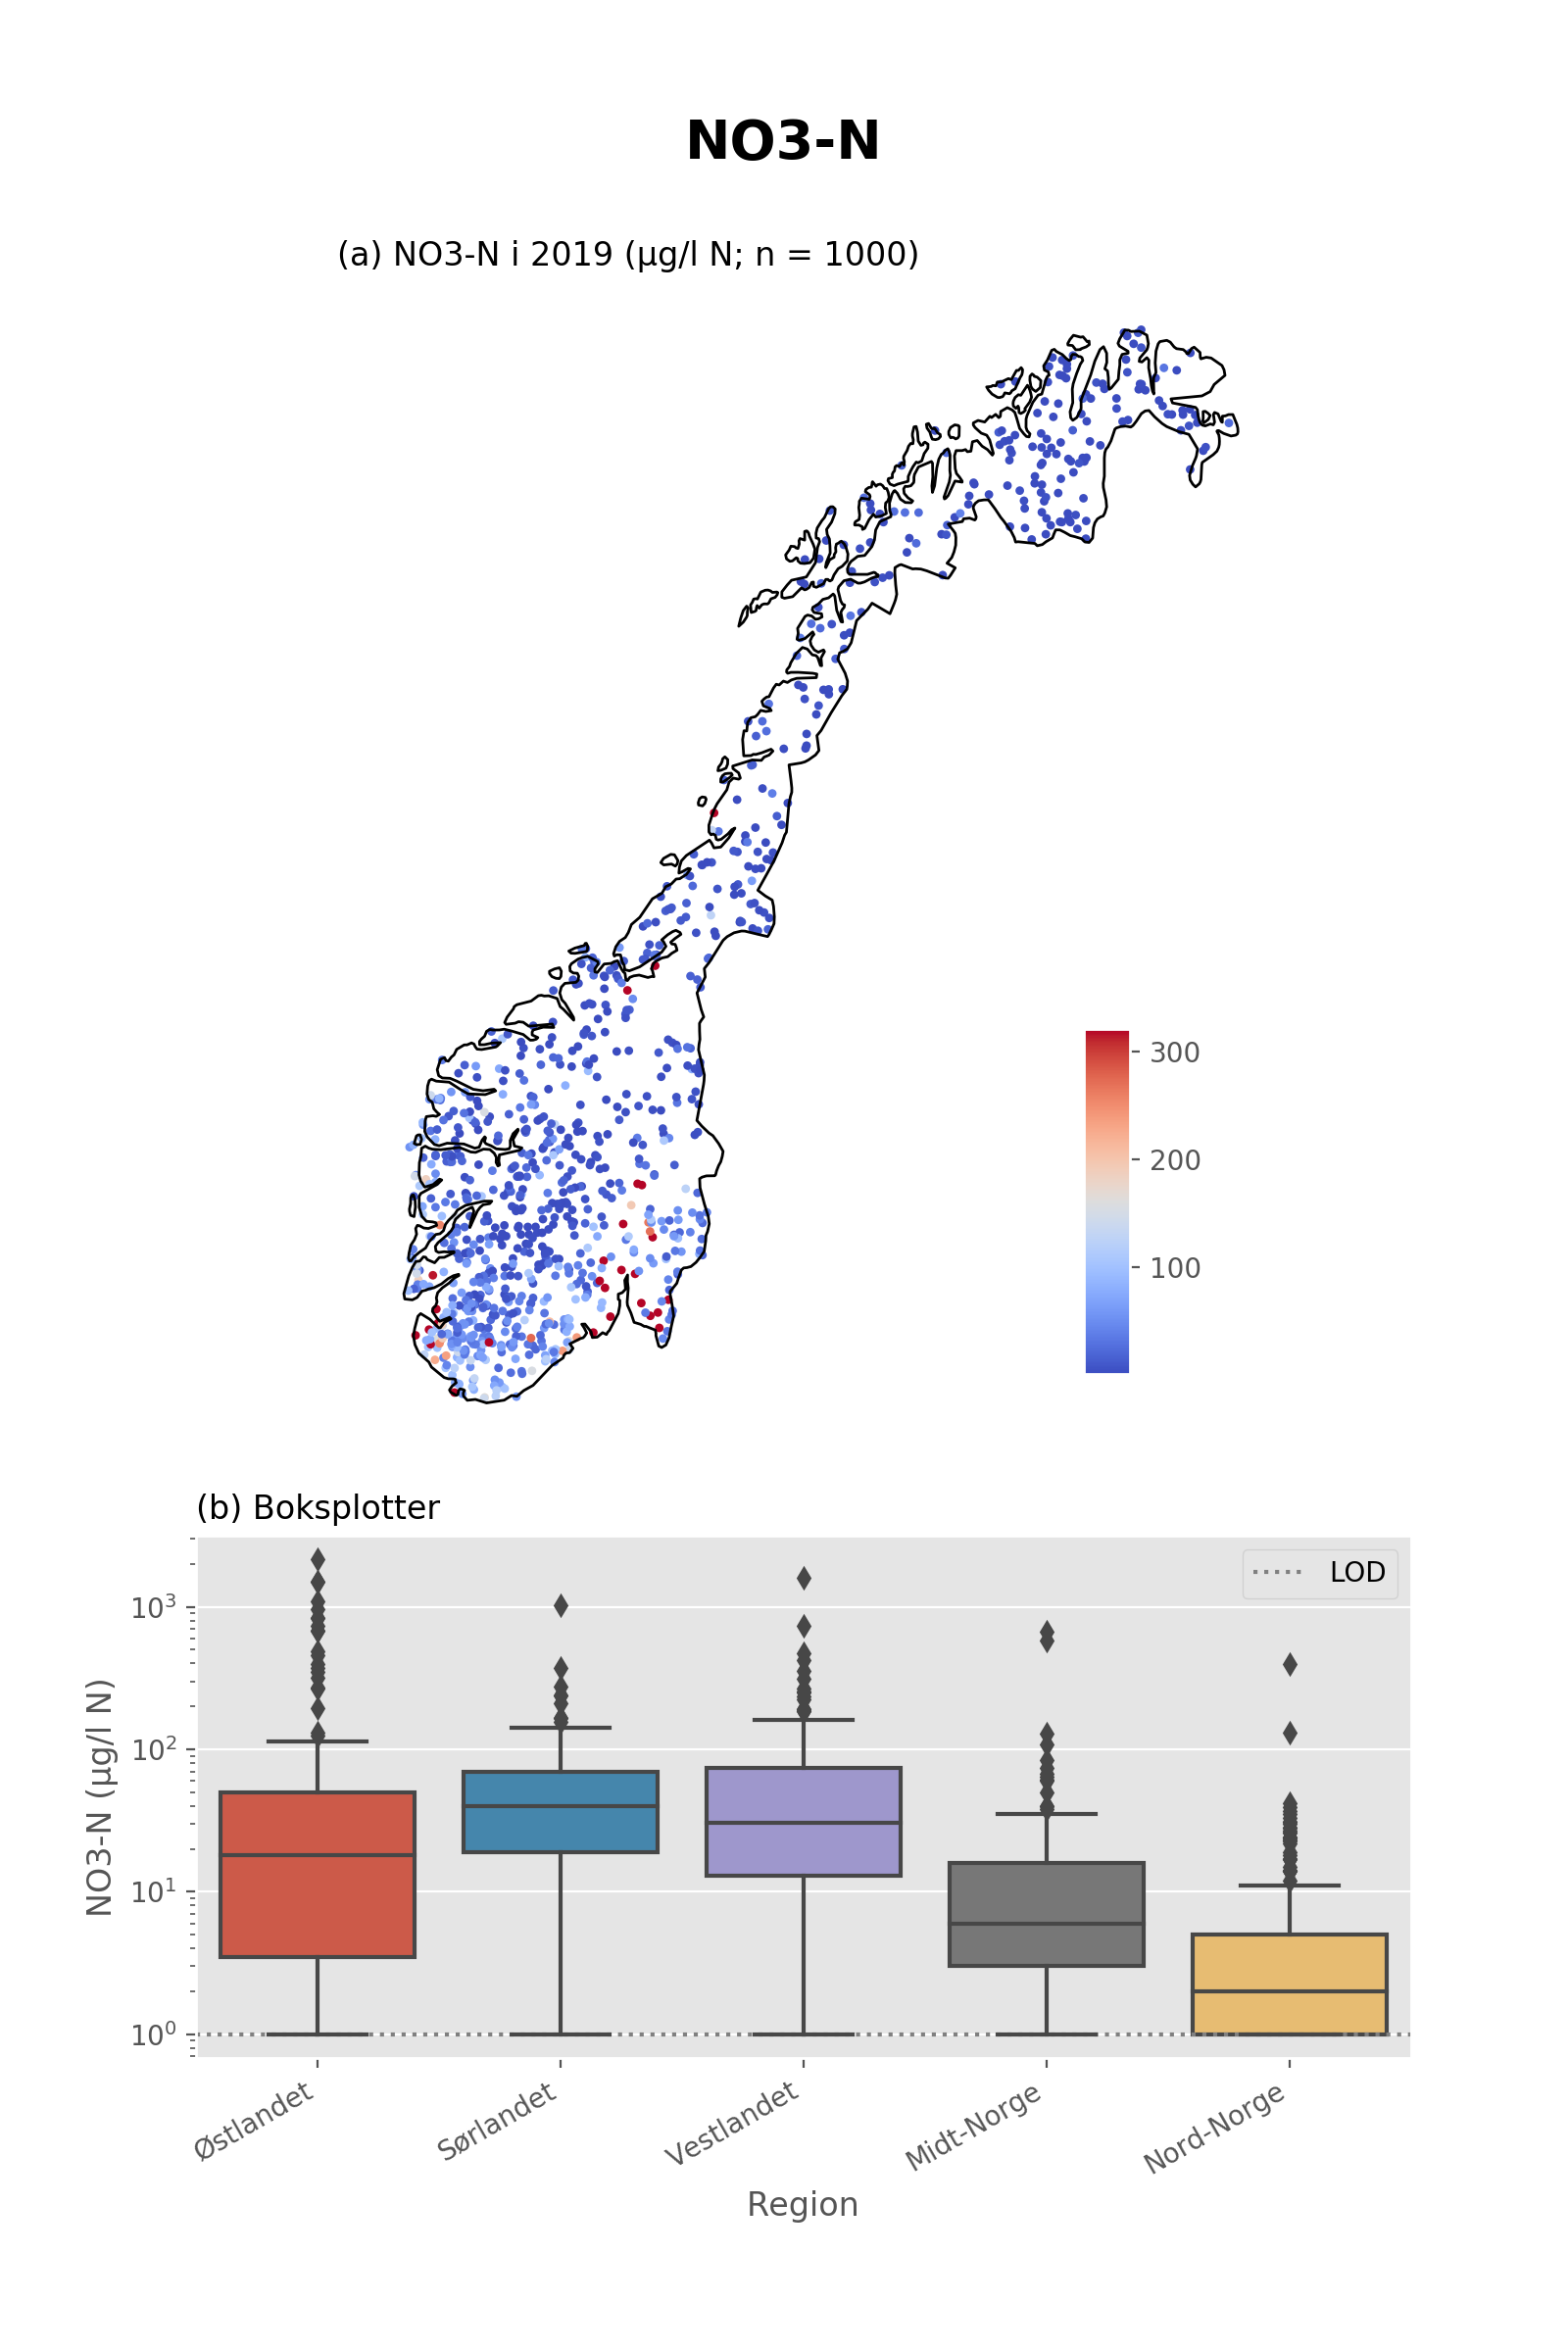 NO3-N
(a) NO3-N i 2019 (µg/l N; n = 1000)
300
200
100
(b) Boksplotter
LOD
10³
10²
10¹
10⁰
NO3-N (µg/l N)
Østlandet
Sørlandet
Vestlandet
Midt-Norge
Nord-Norge
Region